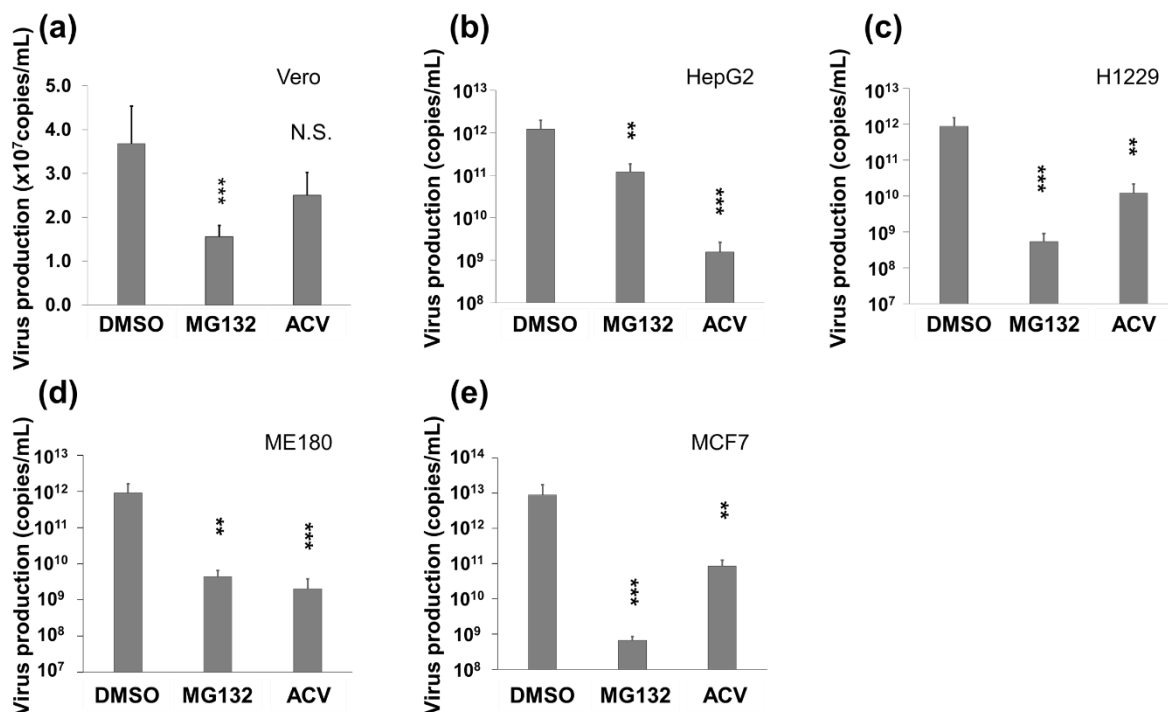 (a)
Virus production (x10⁷copies/mL)
5.0
4.0
3.0
2.0
1.0
0.0
Vero
***
N.S.
DMSO MG132 ACV
(b)
Virus production (copies/mL)
10¹³
10¹²
10¹¹
10¹⁰
10⁹
10⁸
HepG2
**
***
DMSO MG132 ACV
(c)
Virus production (copies/mL)
10¹³
10¹²
10¹¹
10¹⁰
10⁹
10⁸
10⁷
H1229
***
**
DMSO MG132 ACV
(d)
Virus production (copies/mL)
10¹³
10¹²
10¹¹
10¹⁰
10⁹
10⁸
10⁷
ME180
**
***
DMSO MG132 ACV
(e)
Virus production (copies/mL)
10¹⁴
10¹³
10¹²
10¹¹
10¹⁰
10⁹
10⁸
MCF7
***
**
DMSO MG132 ACV